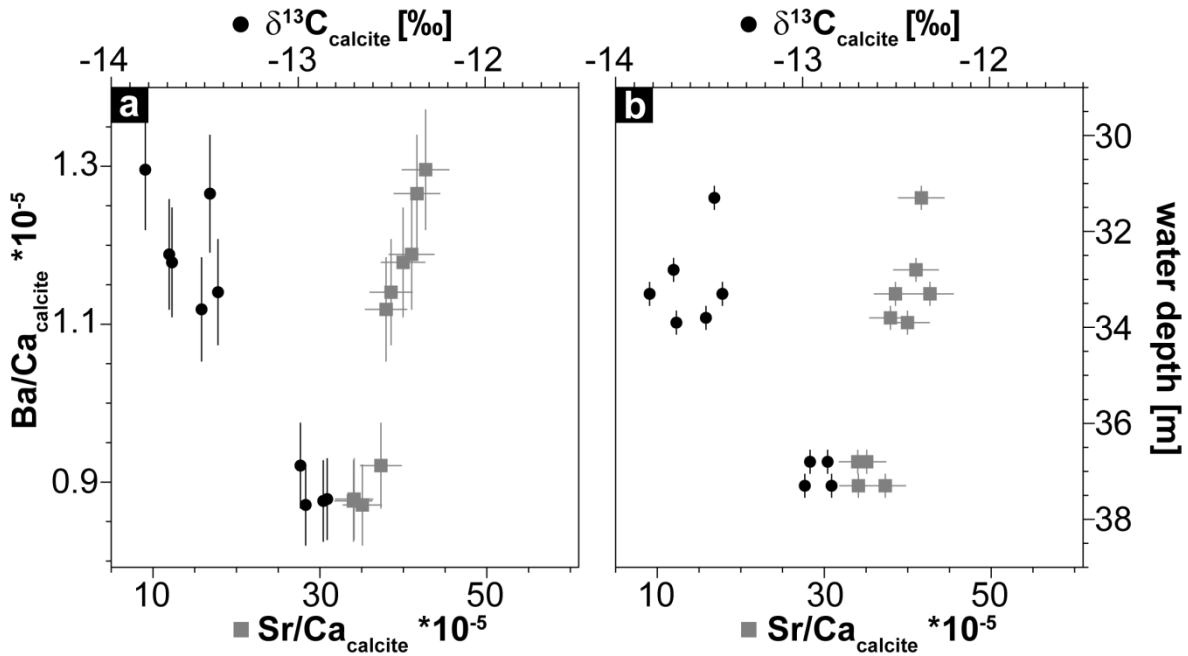 ● δ¹³C_calcite [‰]
-14 -13 -12
a
1.3
1.1
0.9
Ba/Ca_calcite *10⁻⁵
10 30 50
■ Sr/Ca_calcite *10⁻⁵
● δ¹³C_calcite [‰]
-14 -13 -12
b
30
32
34
36
38
water depth [m]
10 30 50
■ Sr/Ca_calcite *10⁻⁵